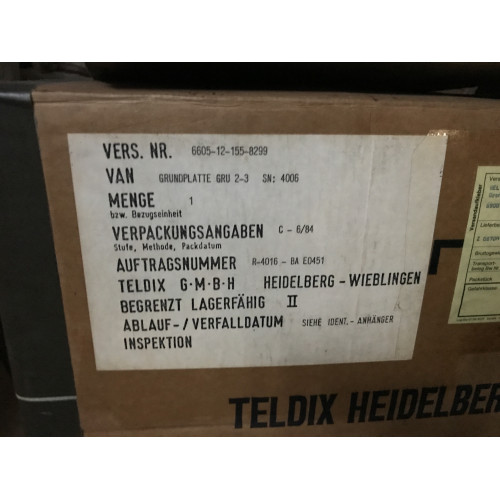 VERS. NR. 6605-12-155-8299
VAN GRUNDPLATTE GRU 2-3 SN: 4006
MENGE 1
bzw. Bezugseinheit
VERPACKUNGSANGABEN C - 6/84
Stufe, Methode, Packdatum
AUFTRAGSNUMMER R-4016 - BA E0451
TELDIX G·M·B·H HEIDELBERG - WIEBLINGEN
BEGRENZT LAGERFÄHIG II
ABLAUF-/VERFALLDATUM SIEHE IDENT.- ANHÄNGER
INSPEKTION
TELDIX HEIDELBER